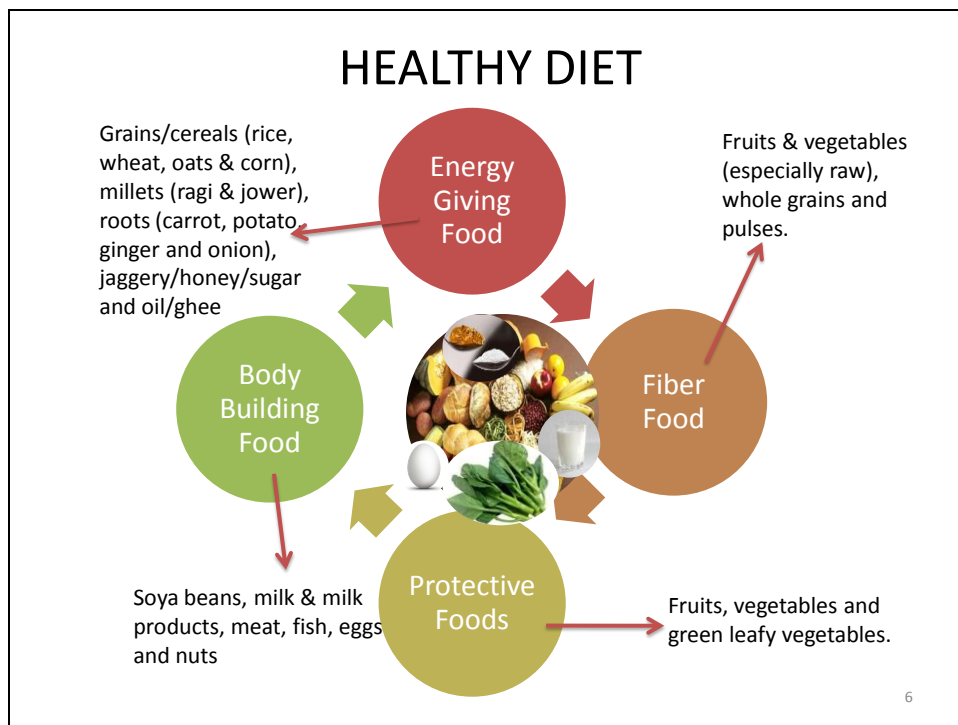 HEALTHY DIET
Grains/cereals (rice,
wheat, oats & corn),
millets (ragi & jower),
roots (carrot, potato,
ginger and onion),
jaggery/honey/sugar
and oil/ghee
Energy
Giving
Food
Fruits & vegetables
(especially raw),
whole grains and
pulses.
Body
Building
Food
Fiber
Food
Protective
Foods
Soya beans, milk & milk
products, meat, fish, eggs
and nuts
Fruits, vegetables and
green leafy vegetables.
6